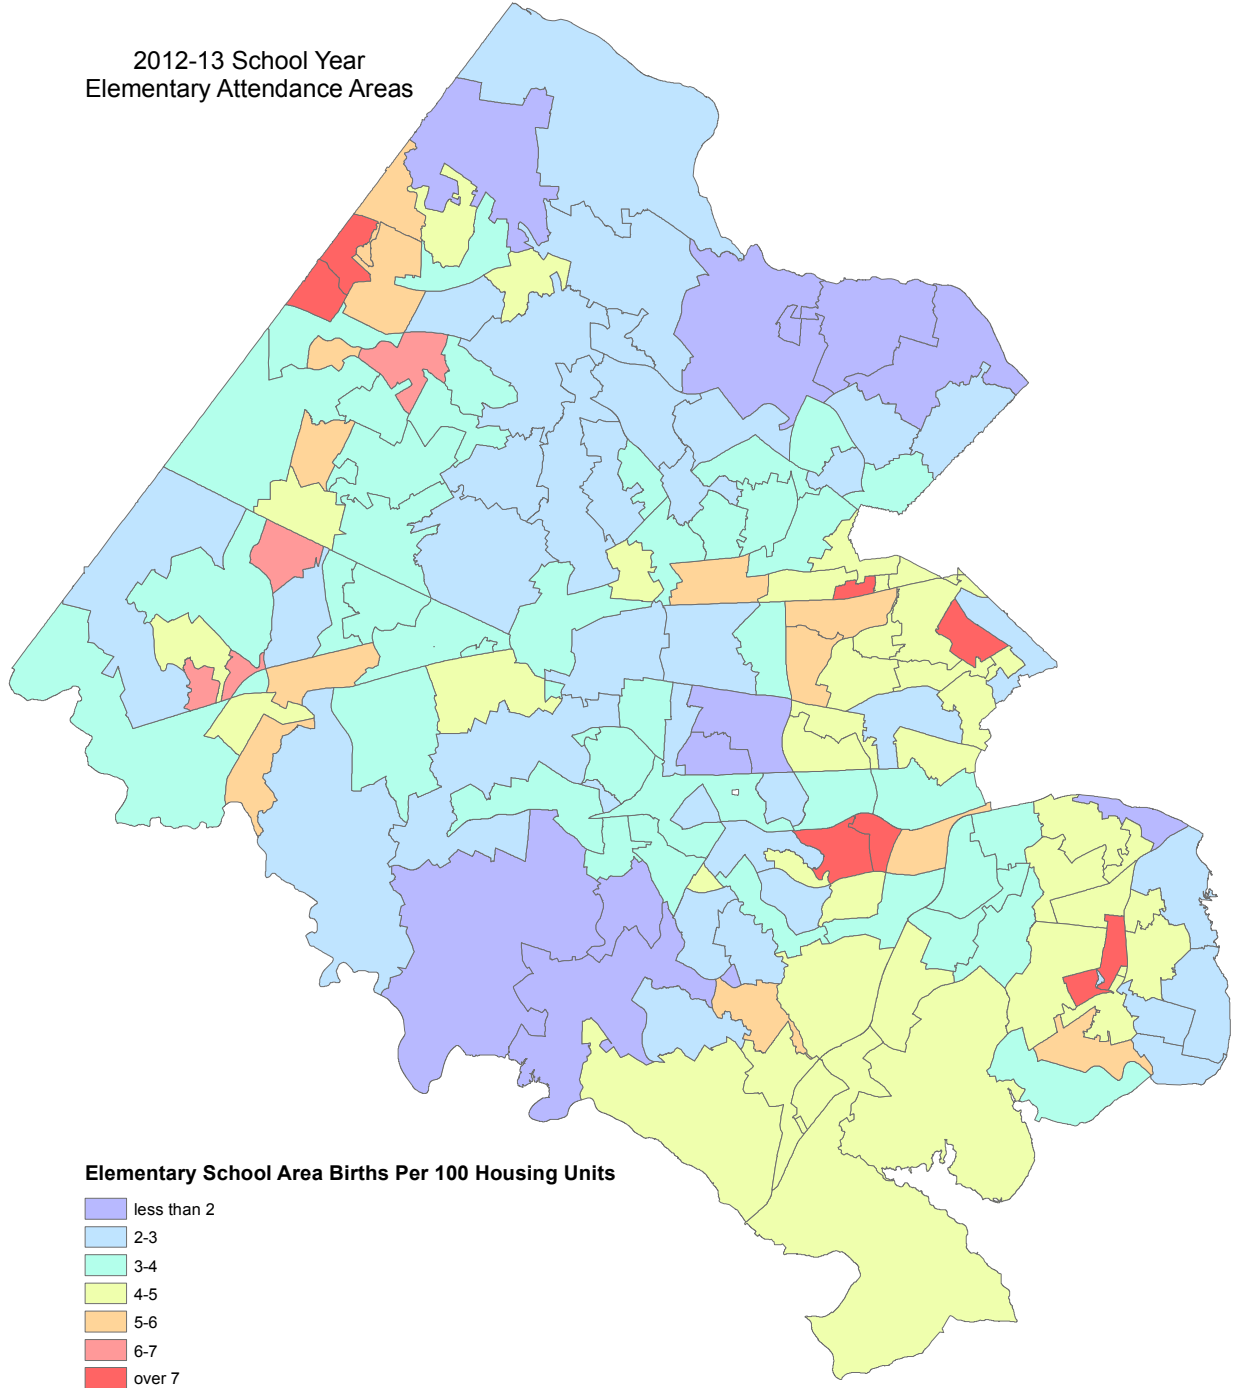 2012-13 School Year
Elementary Attendance Areas
Elementary School Area Births Per 100 Housing Units
less than 2
2-3
3-4
4-5
5-6
6-7
over 7